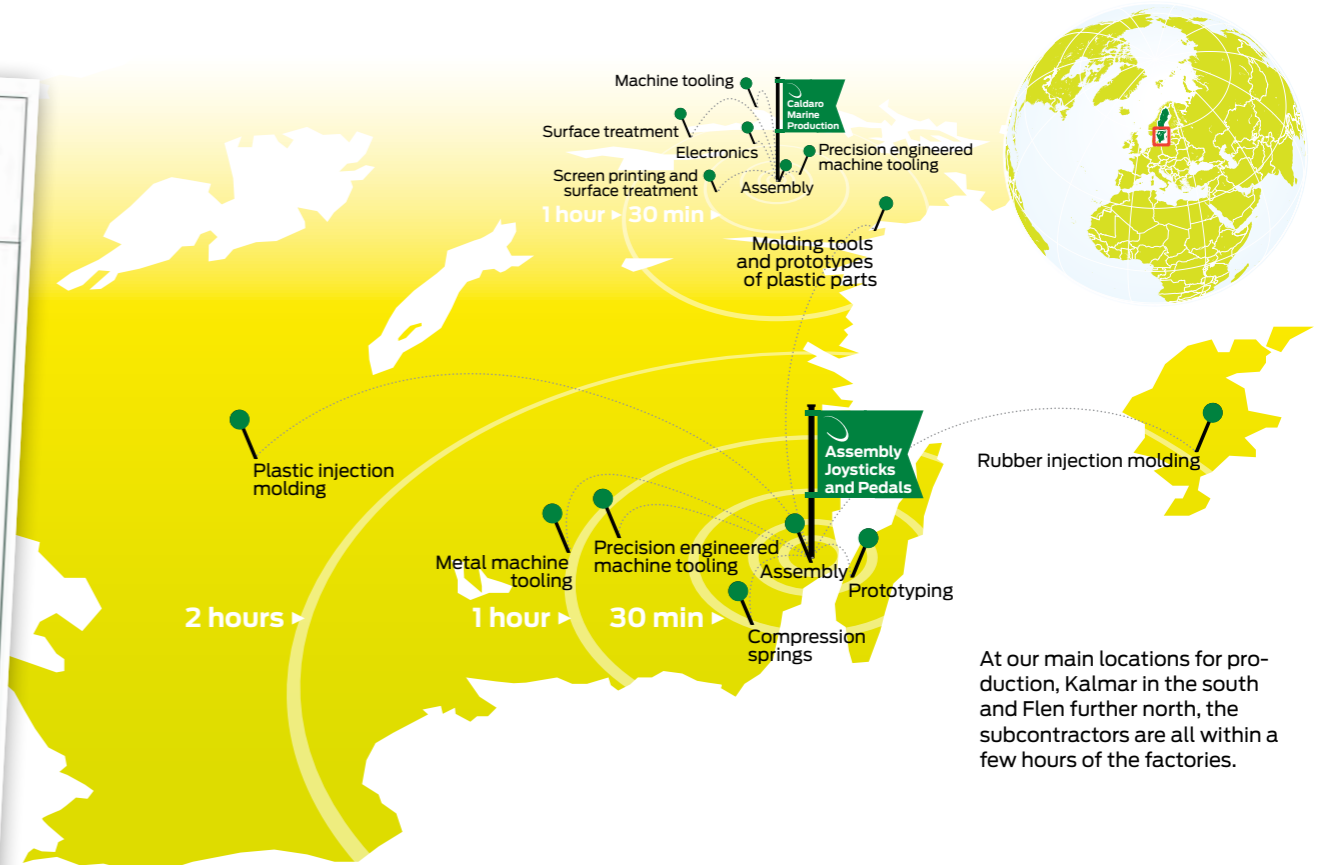 Machine tooling
Caldaro
Marine
Production
Surface treatment
Electronics
Precision engineered
machine tooling
Screen printing and
surface treatment
Assembly
1 hour ▸ 30 min ▸
Molding tools
and prototypes
of plastic parts
Assembly
Joysticks
and Pedals
Rubber injection molding
Plastic injection
molding
Metal machine
tooling
Precision engineered
machine tooling
Assembly
Prototyping
2 hours ▸
1 hour ▸
30 min ▸
Compression
springs
At our main locations for pro-
duction, Kalmar in the south
and Flen further north, the
subcontractors are all within a
few hours of the factories.